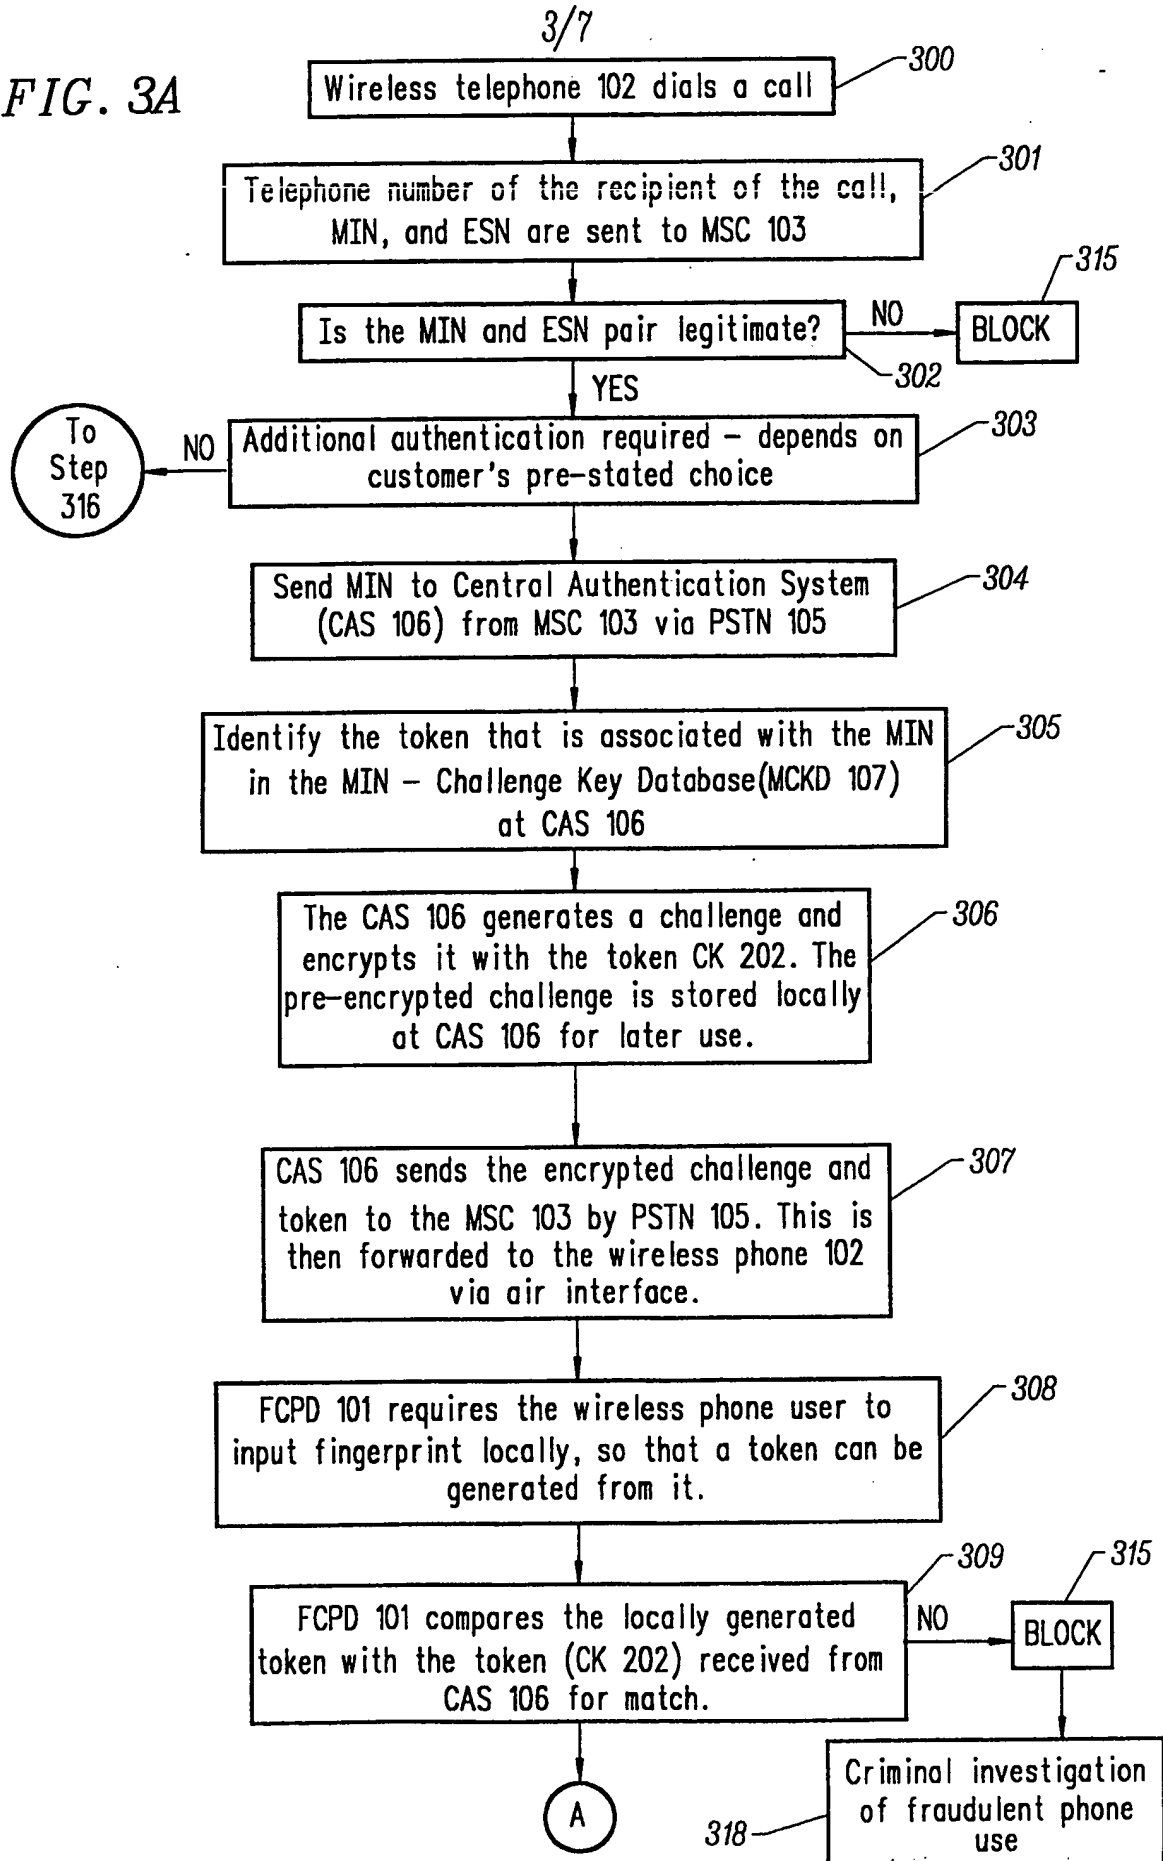 3/7
FIG. 3A
Wireless telephone 102 dials a call
300
Telephone number of the recipient of the call,
MIN, and ESN are sent to MSC 103
301
Is the MIN and ESN pair legitimate?
302
NO
BLOCK
315
YES
Additional authentication required – depends on
customer's pre-stated choice
303
NO
To
Step
316
Send MIN to Central Authentication System
(CAS 106) from MSC 103 via PSTN 105
304
Identify the token that is associated with the MIN
in the MIN – Challenge Key Database(MCKD 107)
at CAS 106
305
The CAS 106 generates a challenge and
encrypts it with the token CK 202. The
pre-encrypted challenge is stored locally
at CAS 106 for later use.
306
CAS 106 sends the encrypted challenge and
token to the MSC 103 by PSTN 105. This is
then forwarded to the wireless phone 102
via air interface.
307
FCPD 101 requires the wireless phone user to
input fingerprint locally, so that a token can be
generated from it.
308
FCPD 101 compares the locally generated
token with the token (CK 202) received from
CAS 106 for match.
309
NO
BLOCK
315
A
Criminal investigation
of fraudulent phone
use
318